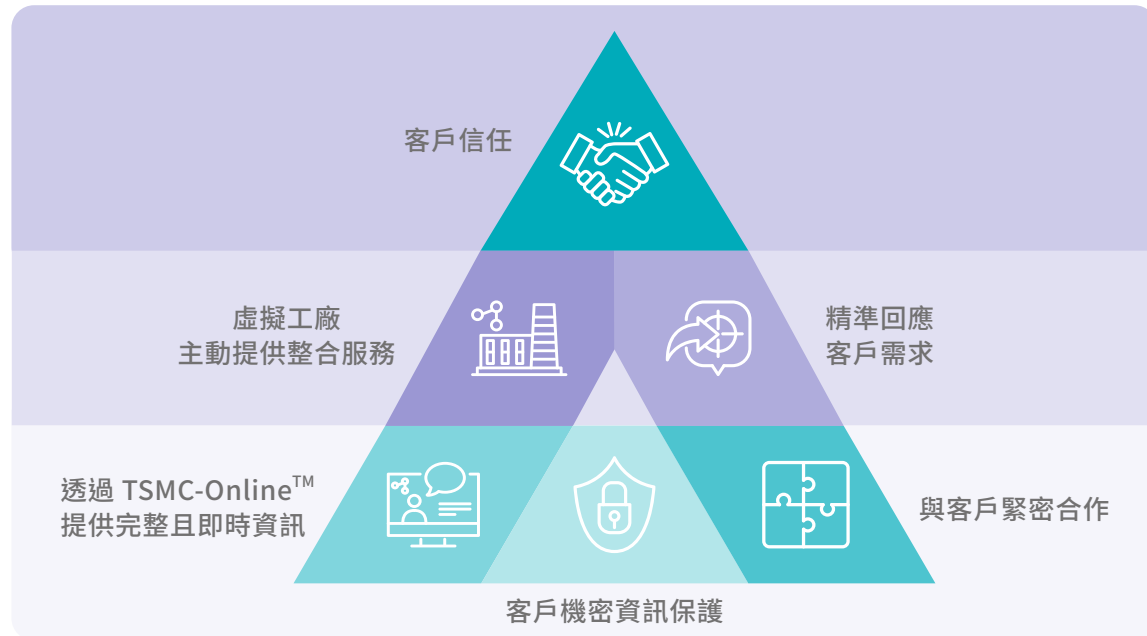 客戶信任
虛擬工廠
主動提供整合服務
精準回應
客戶需求
透過 TSMC-Online™
提供完整且即時資訊
與客戶緊密合作
客戶機密資訊保護